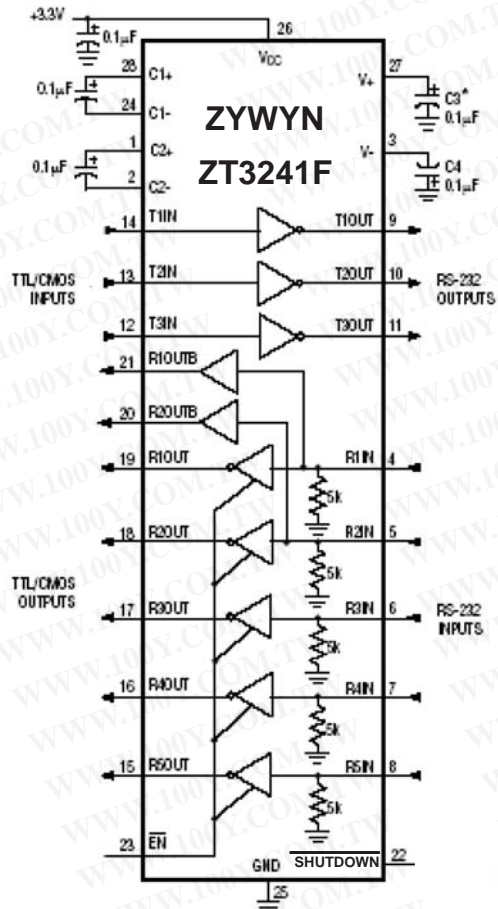 +3.3V
26
0.1µF
VCC
28
C1+
V+
27
0.1µF
C3*
0.1µF
24
C1-
ZYWYN
1
C2+
V-
3
0.1µF
ZT3241F
C4
0.1µF
2
C2-
14
T1IN
T1OUT
9
TTL/CMOS
INPUTS
13
T2IN
T2OUT
10
RS-232
OUTPUTS
12
T3IN
T3OUT
11
21
R1OUTB
20
R2OUTB
19
R1OUT
R1IN
4
5k
18
R2OUT
R2IN
5
5k
TTL/CMOS
OUTPUTS
17
R3OUT
R3IN
6
RS-232
INPUTS
5k
16
R4OUT
R4IN
7
5k
15
R5OUT
R5IN
8
5k
23
EN
SHUTDOWN
22
GND
25
WWW.100Y.COM.TW